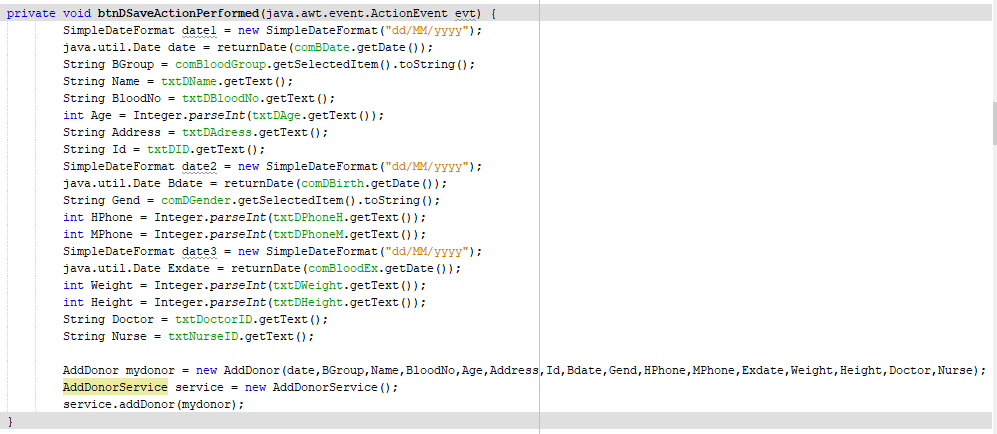 private void btnDSaveActionPerformed(java.awt.event.ActionEvent evt) {
SimpleDateFormat date1 = new SimpleDateFormat("dd/MM/yyyy");
java.util.Date date = returnDate(comBDate.getDate());
String BGroup = comBloodGroup.getSelectedItem().toString();
String Name = txtDName.getText();
String BloodNo = txtDBloodNo.getText();
int Age = Integer.parseInt(txtDAge.getText());
String Address = txtDAdress.getText();
String Id = txtDID.getText();
SimpleDateFormat date2 = new SimpleDateFormat("dd/MM/yyyy");
java.util.Date Bdate = returnDate(comDBirth.getDate());
String Gend = comDGender.getSelectedItem().toString();
int HPhone = Integer.parseInt(txtDPhoneH.getText());
int MPhone = Integer.parseInt(txtDPhoneM.getText());
SimpleDateFormat date3 = new SimpleDateFormat("dd/MM/yyyy");
java.util.Date Exdate = returnDate(comBloodEx.getDate());
int Weight = Integer.parseInt(txtDWeight.getText());
int Height = Integer.parseInt(txtDHeight.getText());
String Doctor = txtDoctorID.getText();
String Nurse = txtNurseID.getText();
AddDonor mydonor = new AddDonor(date,BGroup,Name,BloodNo,Age,Address,Id,Bdate,Gend,HPhone,MPhone,Exdate,Weight,Height,Doctor,Nurse);
AddDonorService service = new AddDonorService();
service.addDonor(mydonor);
}